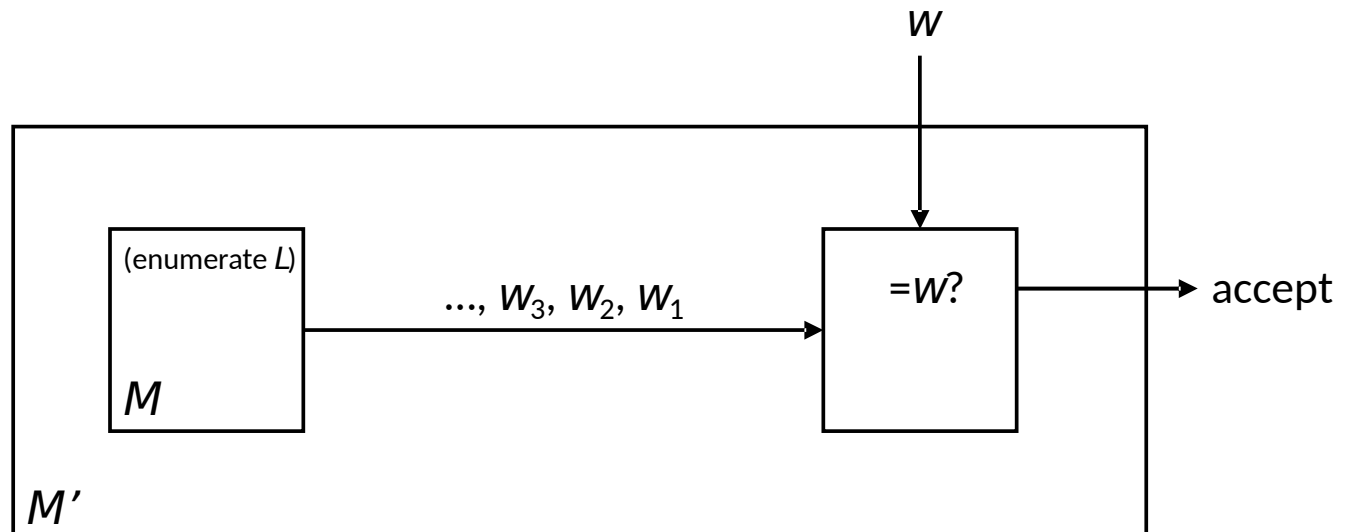 w
(enumerate L)
..., w₃, w₂, w₁
=w?
accept
M
M’